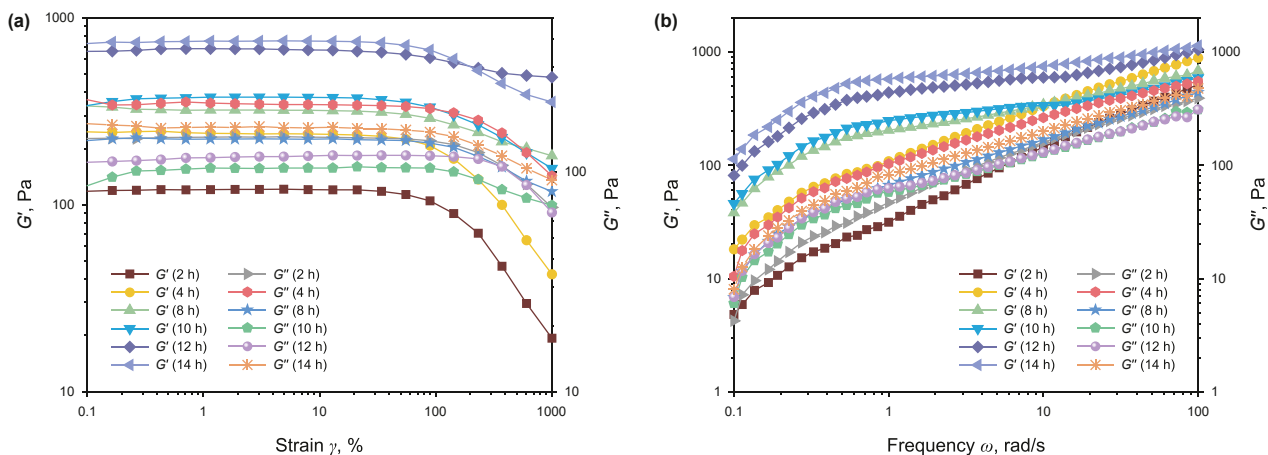 (a)
1000
100
10
G′, Pa
100
10
G″, Pa
0.1
1
10
100
1000
Strain γ, %
G′ (2 h)
G″ (2 h)
G′ (4 h)
G″ (4 h)
G′ (8 h)
G″ (8 h)
G′ (10 h)
G″ (10 h)
G′ (12 h)
G″ (12 h)
G′ (14 h)
G″ (14 h)
(b)
1000
100
10
1
G′, Pa
1000
100
10
1
G″, Pa
0.1
1
10
100
Frequency ω, rad/s
G′ (2 h)
G″ (2 h)
G′ (4 h)
G″ (4 h)
G′ (8 h)
G″ (8 h)
G′ (10 h)
G″ (10 h)
G′ (12 h)
G″ (12 h)
G′ (14 h)
G″ (14 h)